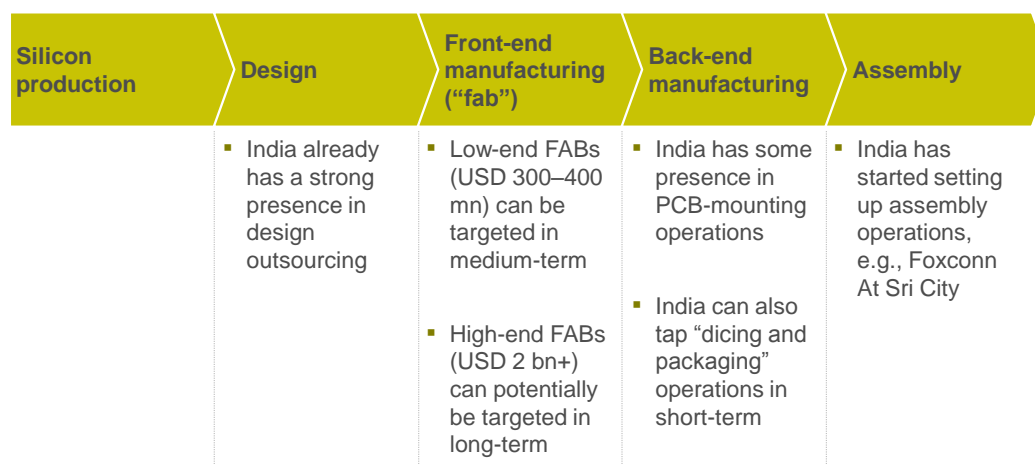 Silicon
production
Design
Front-end
manufacturing
(“fab”)
Back-end
manufacturing
Assembly
▪ India already
has a strong
presence in
design
outsourcing
▪ Low-end FABs
(USD 300–400
mn) can be
targeted in
medium-term
▪ High-end FABs
(USD 2 bn+)
can potentially
be targeted in
long-term
▪ India has some
presence in
PCB-mounting
operations
▪ India can also
tap “dicing and
packaging”
operations in
short-term
▪ India has
started setting
up assembly
operations,
e.g., Foxconn
At Sri City